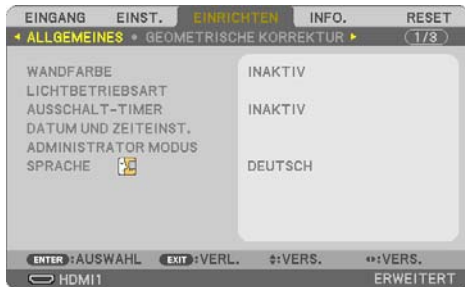 EINGANG EINST. EINRICHTEN INFO. RESET
ALLGEMEINES • GEOMETRISCHE KORREKTUR 1/3
WANDFARBE INAKTIV
LICHTBETRIEBSART
AUSSCHALT-TIMER INAKTIV
DATUM UND ZEITEINST.
ADMINISTRATOR MODUS
SPRACHE DEUTSCH
ENTER :AUSWAHL EXIT :VERL. :VERS. :VERS.
HDMI1 ERWEITERT